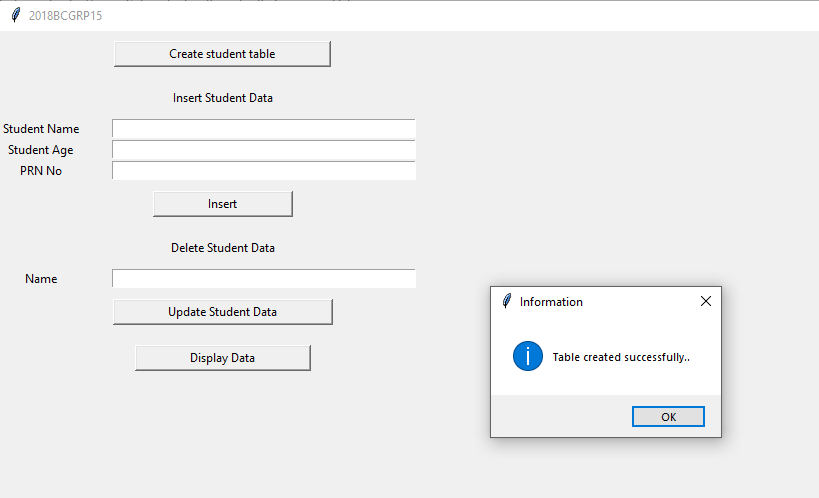 2018BCGRP15
Create student table
Insert Student Data
Student Name
Student Age
PRN No
Insert
Delete Student Data
Name
Update Student Data
Display Data
Information
Table created successfully..
OK